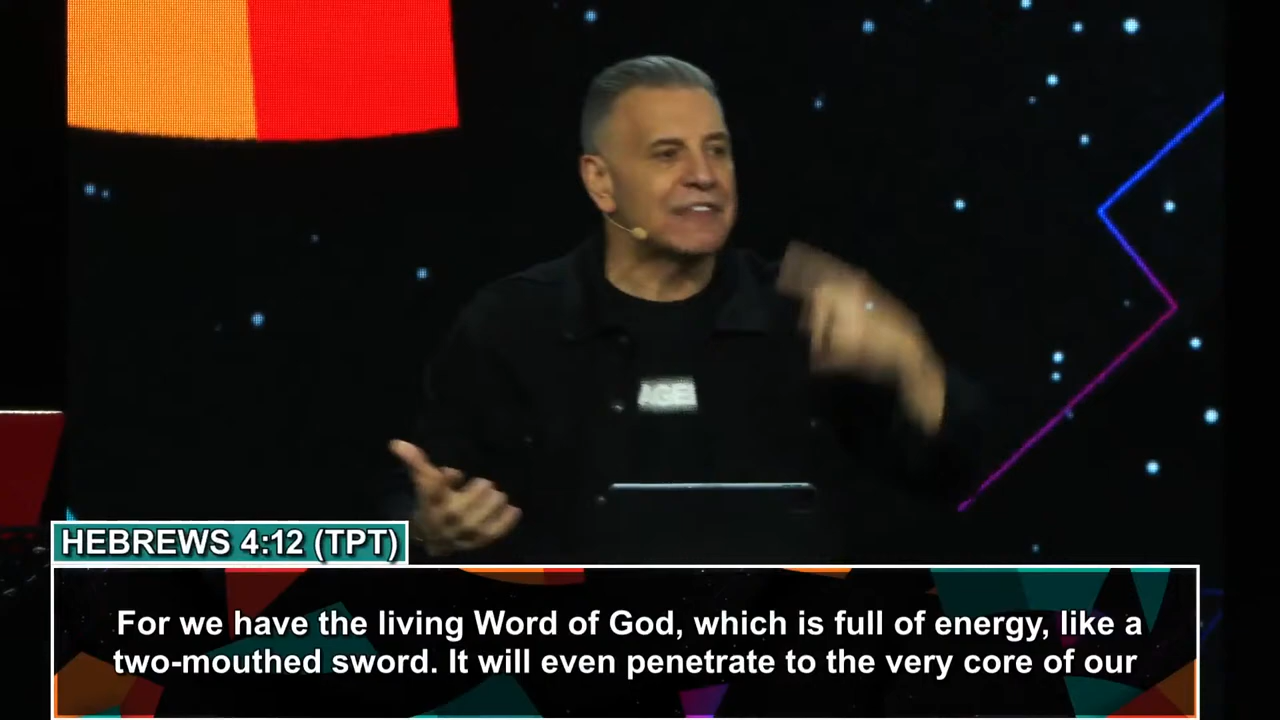 AGE
HEBREWS 4:12 (TPT)
For we have the living Word of God, which is full of energy, like a
two-mouthed sword. It will even penetrate to the very core of our